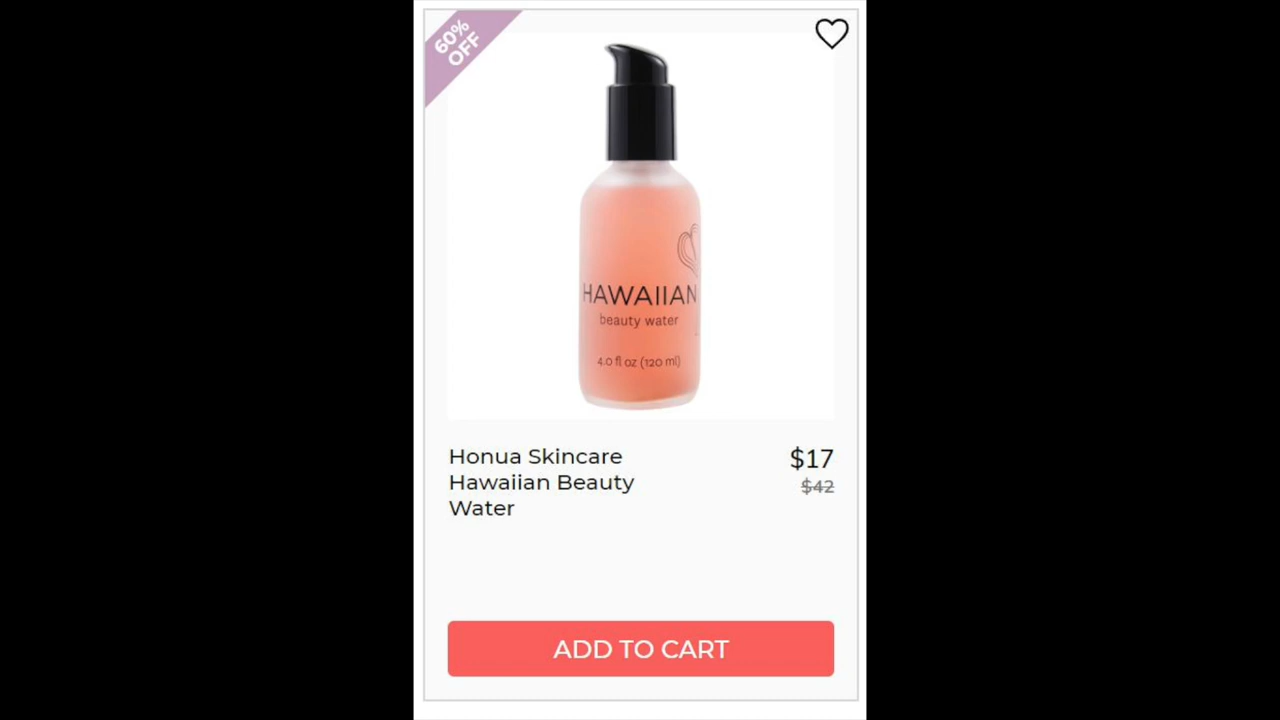 60%
OFF
HAWAIIAN
beauty water
4.0 fl oz (120 ml)
Honua Skincare
Hawaiian Beauty
Water
$17
$42
ADD TO CART